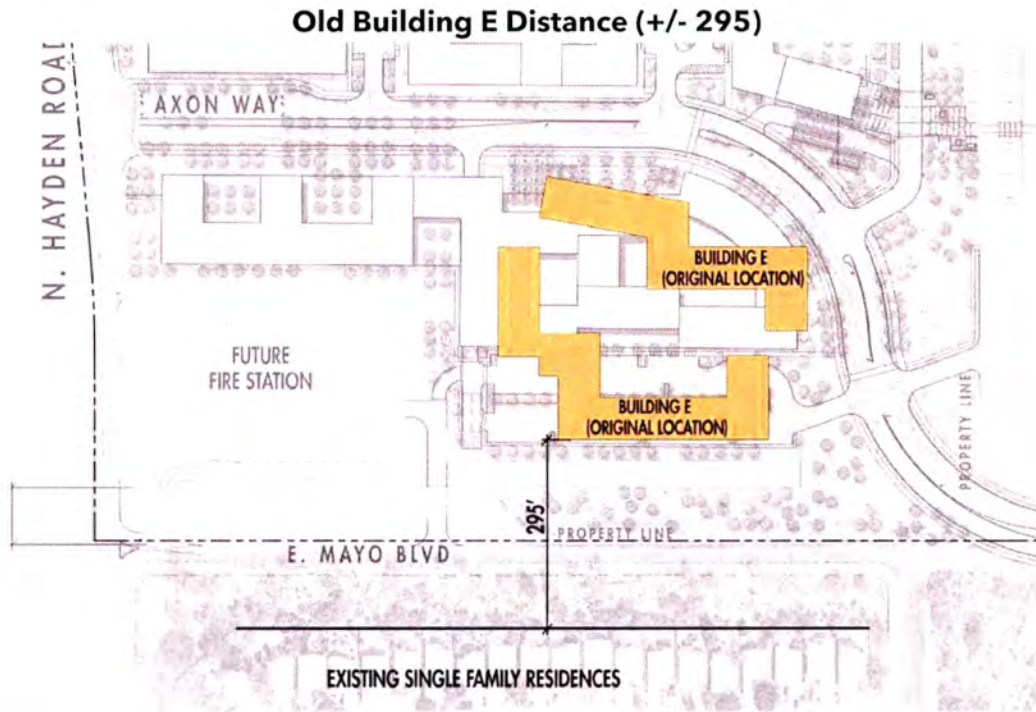 Old Building E Distance (+/- 295)
N. HAYDEN ROAD
AXON WAY
BUILDING E
(ORIGINAL LOCATION)
FUTURE
FIRE STATION
BUILDING E
(ORIGINAL LOCATION)
PROPERTY LINE
295'
PROPERTY LINE
E. MAYO BLVD
EXISTING SINGLE FAMILY RESIDENCES